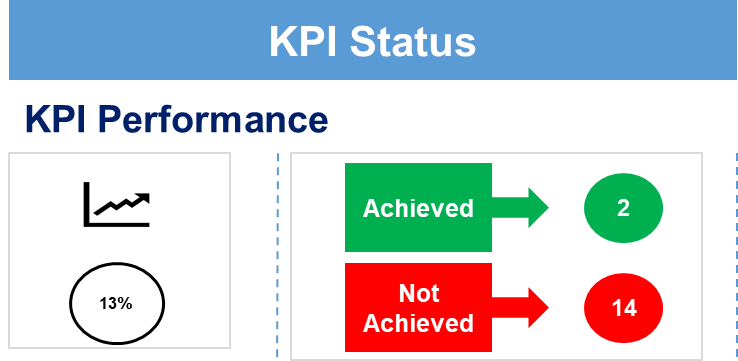 KPI Status
KPI Performance
13%
Achieved
2
Not
Achieved
14